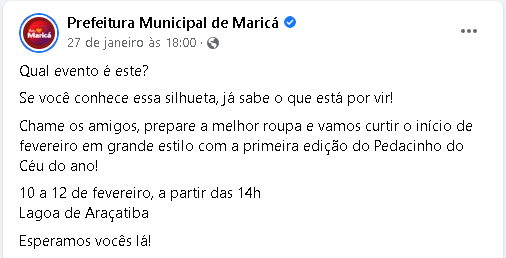 Prefeitura Municipal de Maricá
27 de janeiro às 18:00 ·
Qual evento é este?
Se você conhece essa silhueta, já sabe o que está por vir!
Chame os amigos, prepare a melhor roupa e vamos curtir o início de
fevereiro em grande estilo com a primeira edição do Pedacinho do
Céu do ano!
10 a 12 de fevereiro, a partir das 14h
Lagoa de Araçatiba
Esperamos vocês lá!